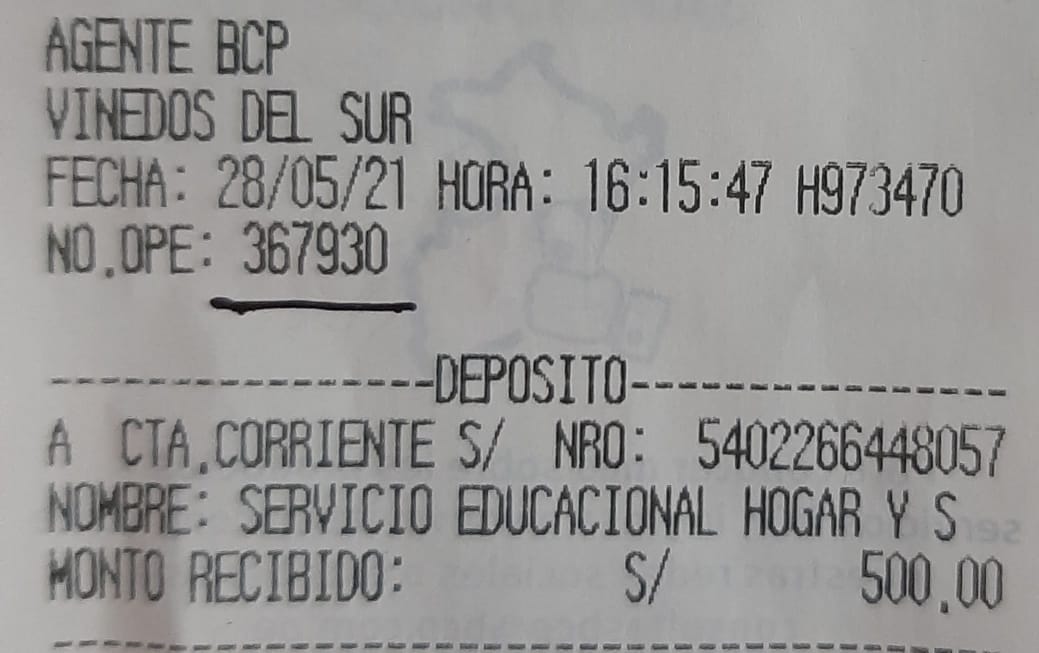 AGENTE BCP
VINEDOS DEL SUR
FECHA: 28/05/21 HORA: 16:15:47 H973470
NO.OPE: 367930
----------------DEPOSITO----------------
A CTA.CORRIENTE S/ NRO: 5402266448057
NOMBRE: SERVICIO EDUCACIONAL HOGAR Y S
MONTO RECIBIDO: S/ 500.00